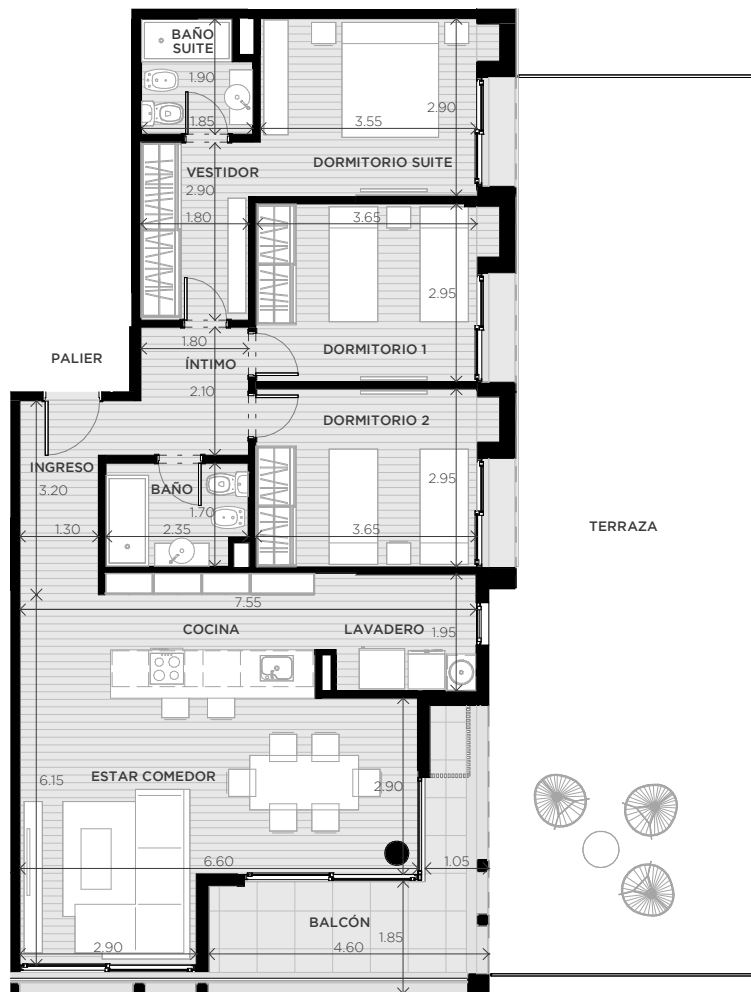 BAÑO
SUITE
1.90
1.85
3.55
2.90
DORMITORIO SUITE
VESTIDOR
2.90
1.80
3.65
2.95
1.80
ÍNTIMO
DORMITORIO 1
PALIER
2.10
DORMITORIO 2
INGRESO
3.20
BAÑO
1.70
2.95
1.30
2.35
3.65
TERRAZA
7.55
COCINA
LAVADERO
1.95
ESTAR COMEDOR
6.15
2.90
6.60
1.05
BALCÓN
1.85
2.90
4.60